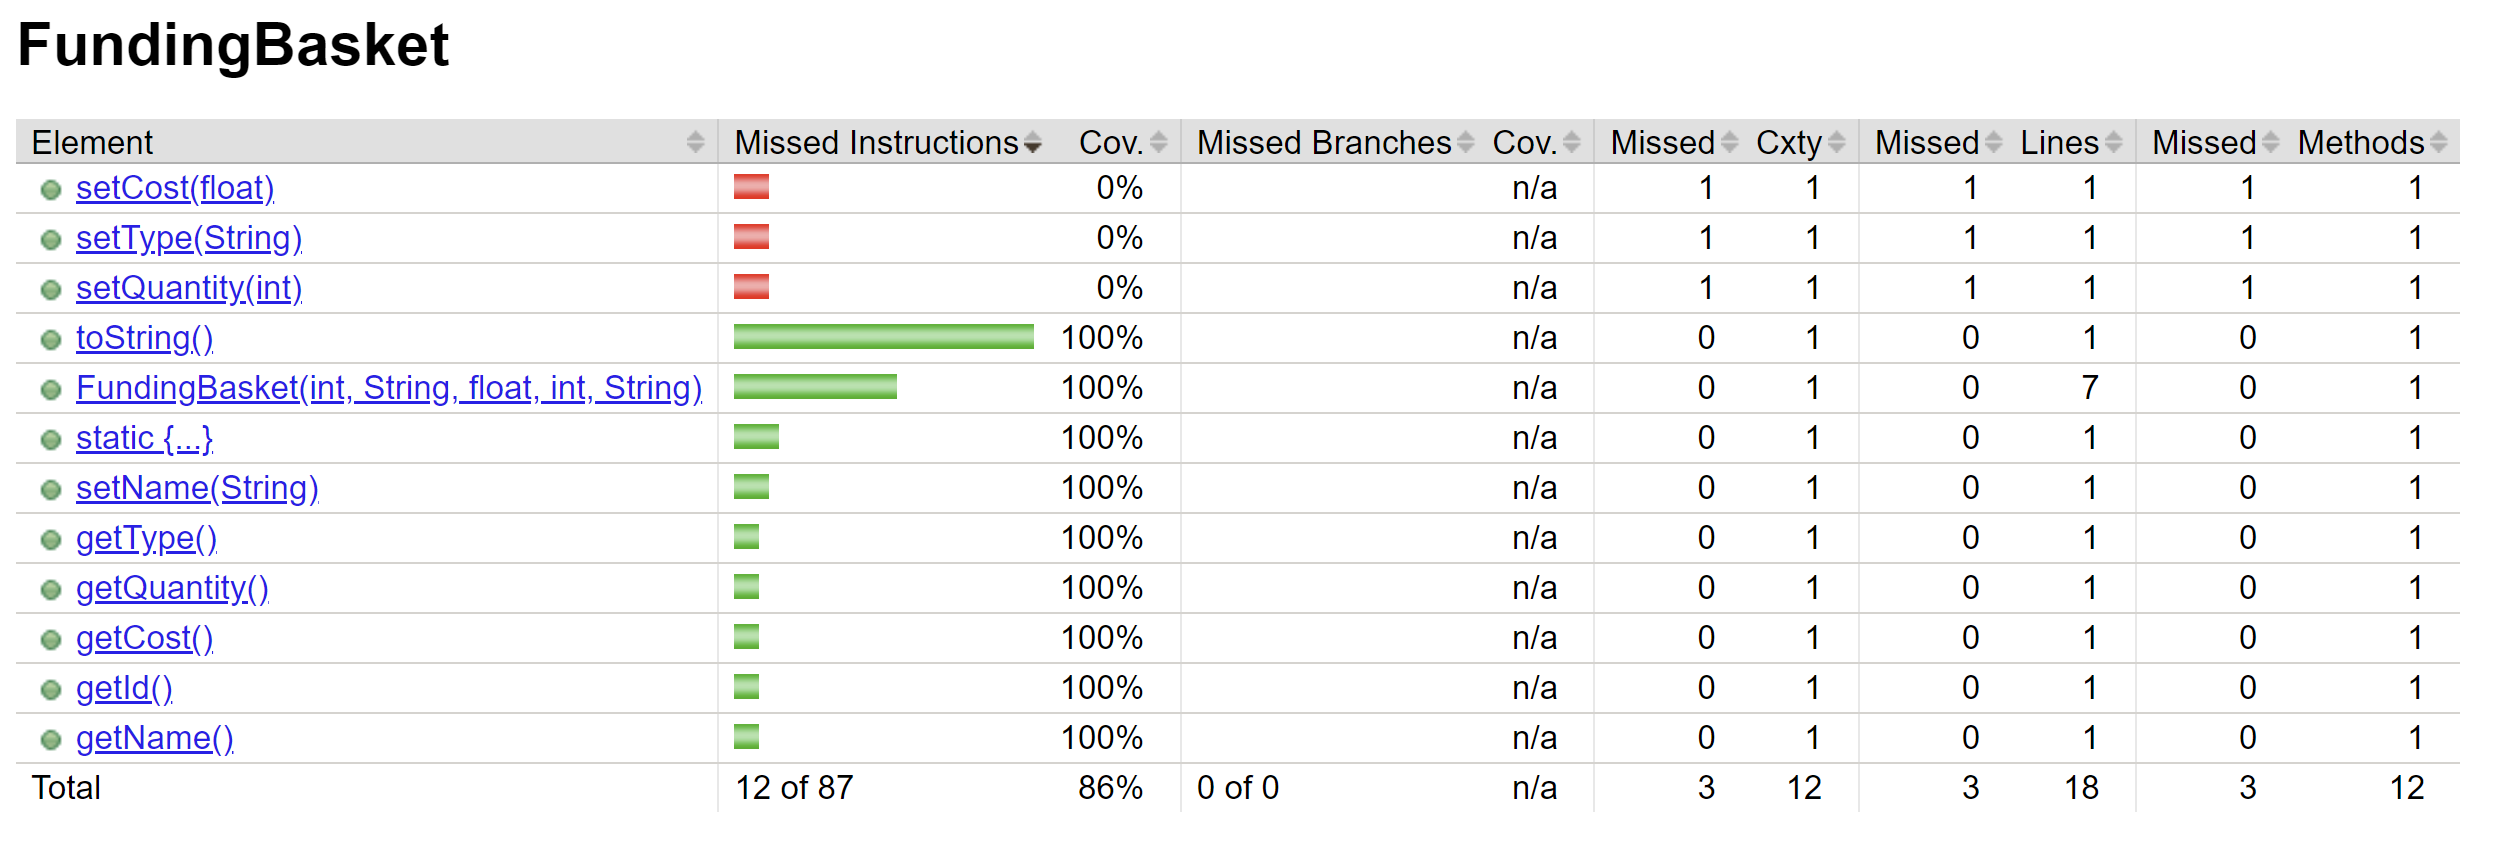 FundingBasket
Element Missed Instructions Cov. Missed Branches Cov. Missed Cxty Missed Lines Missed Methods
setCost(float) 0% n/a 1 1 1 1 1 1
setType(String) 0% n/a 1 1 1 1 1 1
setQuantity(int) 0% n/a 1 1 1 1 1 1
toString() 100% n/a 0 1 0 1 0 1
FundingBasket(int, String, float, int, String) 100% n/a 0 1 0 7 0 1
static {...} 100% n/a 0 1 0 1 0 1
setName(String) 100% n/a 0 1 0 1 0 1
getType() 100% n/a 0 1 0 1 0 1
getQuantity() 100% n/a 0 1 0 1 0 1
getCost() 100% n/a 0 1 0 1 0 1
getId() 100% n/a 0 1 0 1 0 1
getName() 100% n/a 0 1 0 1 0 1
Total 12 of 87 86% 0 of 0 n/a 3 12 3 18 3 12